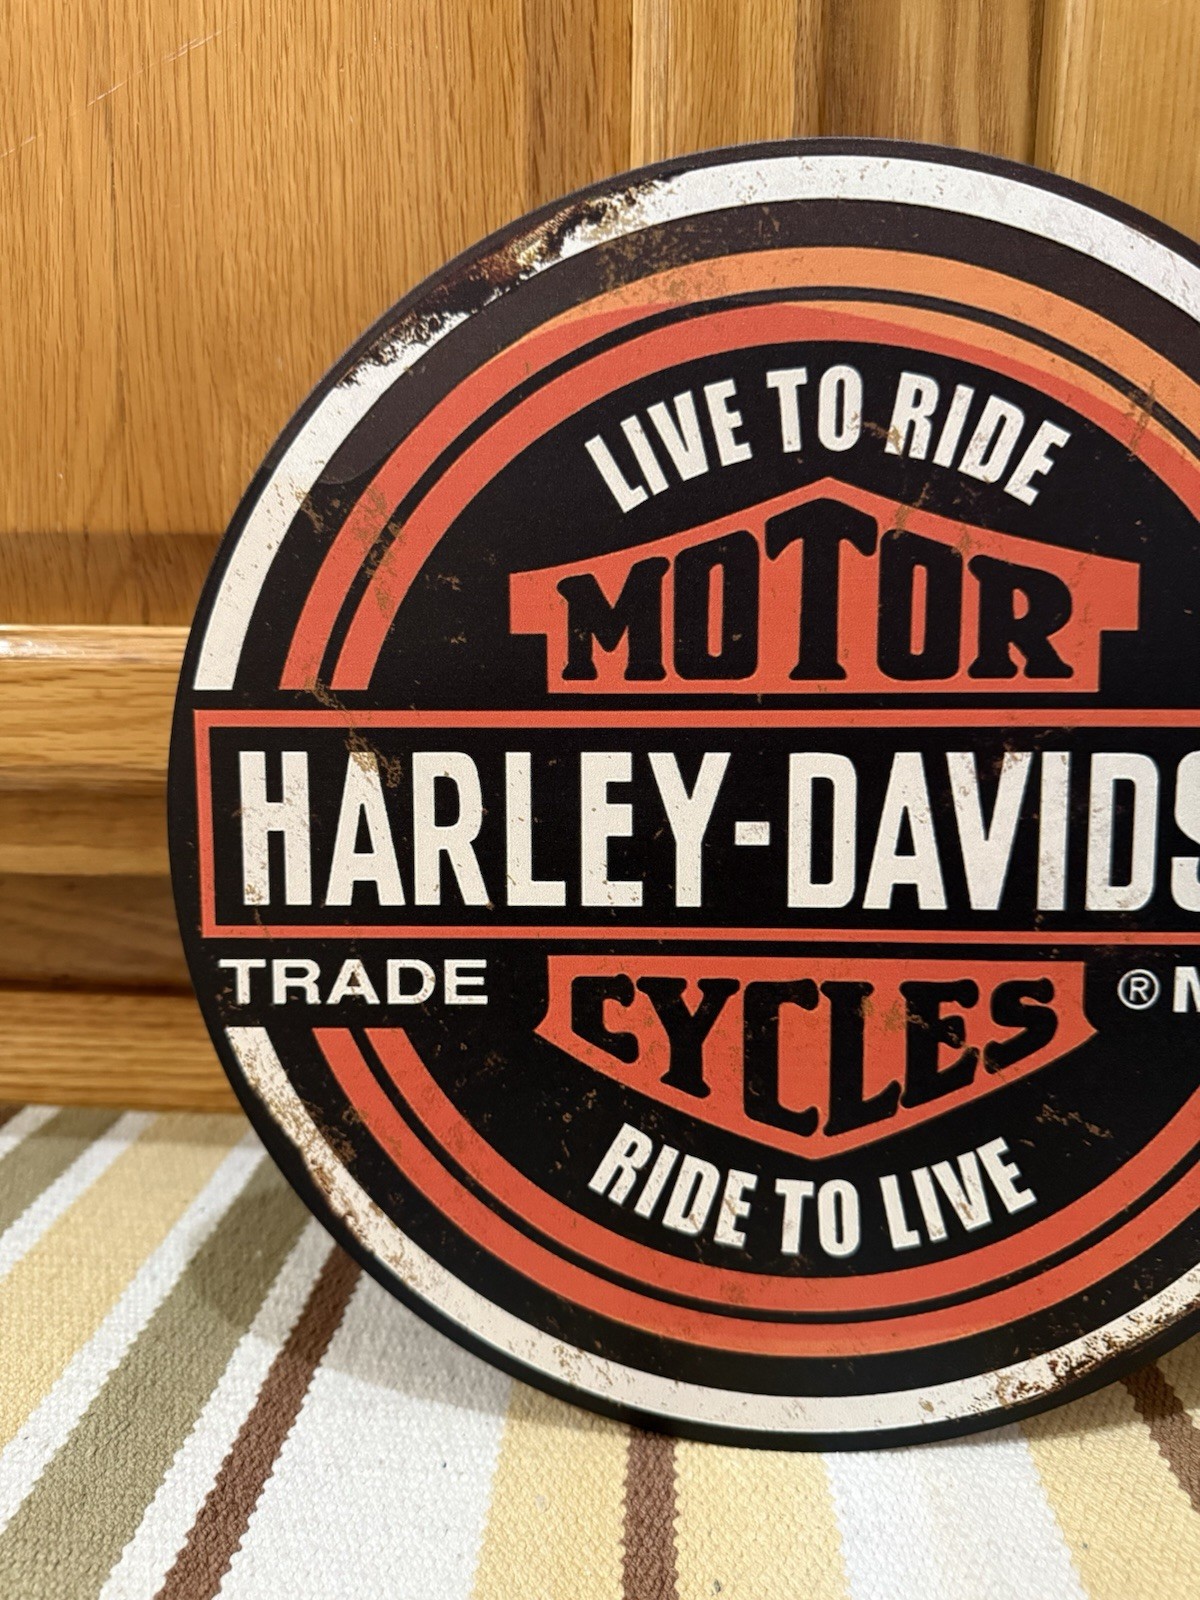 LIVE TO RIDE
MOTOR
HARLEY-DAVIDS
TRADE
CYCLES
® M
RIDE TO LIVE